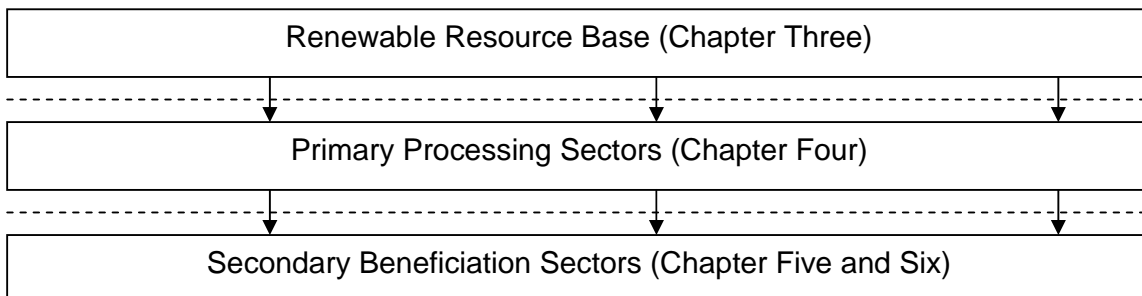 Renewable Resource Base (Chapter Three)
Primary Processing Sectors (Chapter Four)
Secondary Beneficiation Sectors (Chapter Five and Six)